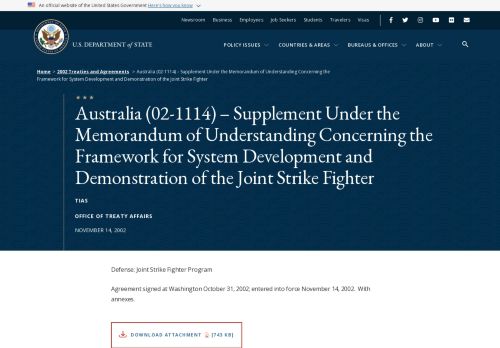 An official website of the United States Government Here's how you know
Newsroom Business Employers Job Seekers Students Travelers Visas
U.S. DEPARTMENT of STATE
POLICY ISSUES COUNTRIES & AREAS BUREAUS & OFFICES ABOUT
Home > 2002 Treaties and Agreements > Australia (02-1114) – Supplement Under the Memorandum of Understanding Concerning the
Framework for System Development and Demonstration of the Joint Strike Fighter
Australia (02-1114) – Supplement Under the
Memorandum of Understanding Concerning the
Framework for System Development and
Demonstration of the Joint Strike Fighter
TIAS
OFFICE OF TREATY AFFAIRS
NOVEMBER 14, 2002
Defense: Joint Strike Fighter Program
Agreement signed at Washington October 31, 2002; entered into force November 14, 2002. With
annexes.
DOWNLOAD ATTACHMENT [743 KB]